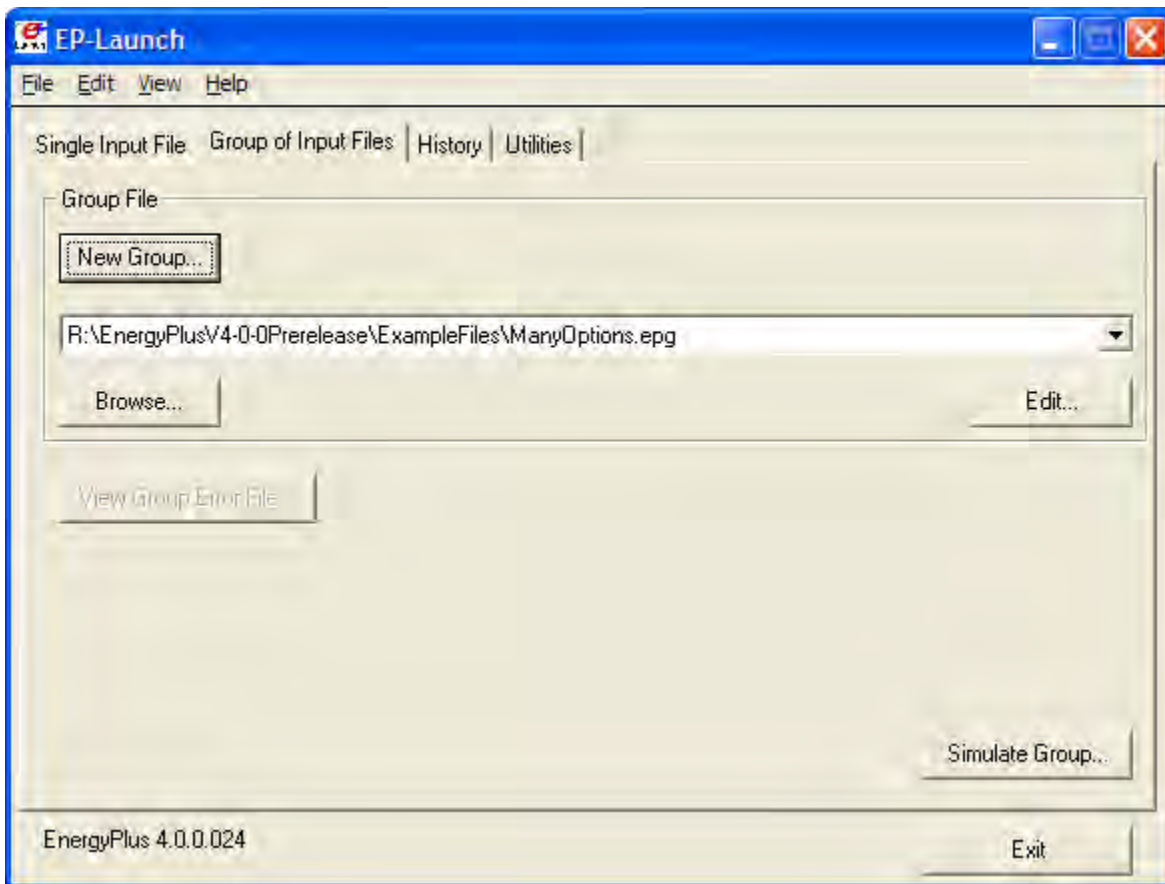 EP-Launch
File Edit View Help
Single Input File Group of Input Files History Utilities
Group File
New Group...
R:\EnergyPlusV4-0-0Prerelease\ExampleFiles\ManyOptions.epg
Browse... Edit...
View Group Error File
Simulate Group...
EnergyPlus 4.0.0.024 Exit